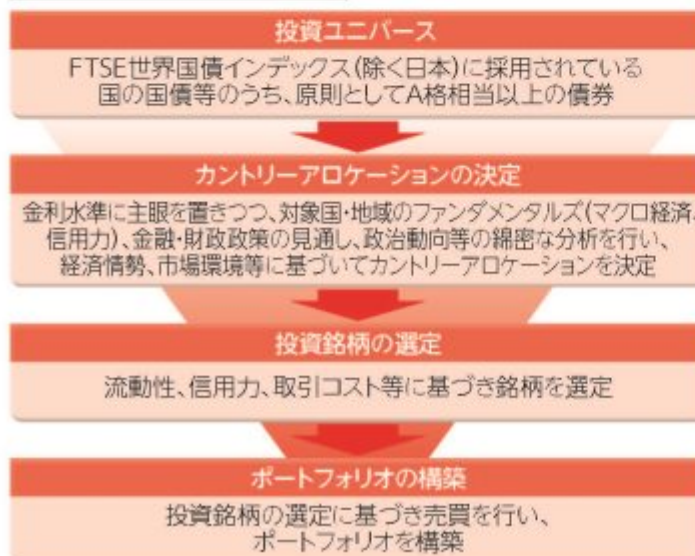 投資ユニバース
FTSE世界国債インデックス(除く日本)に採用されている
国の国債等のうち、原則としてA格相当以上の債券
カントリーアロケーションの決定
金利水準に主眼を置きつつ、対象国・地域のファンダメンタルズ(マクロ経済、
信用力)、金融・財政政策の見通し、政治動向等の綿密な分析を行い、
経済情勢、市場環境等に基づいてカントリーアロケーションを決定
投資銘柄の選定
流動性、信用力、取引コスト等に基づき銘柄を選定
ポートフォリオの構築
投資銘柄の選定に基づき売買を行い、
ポートフォリオを構築